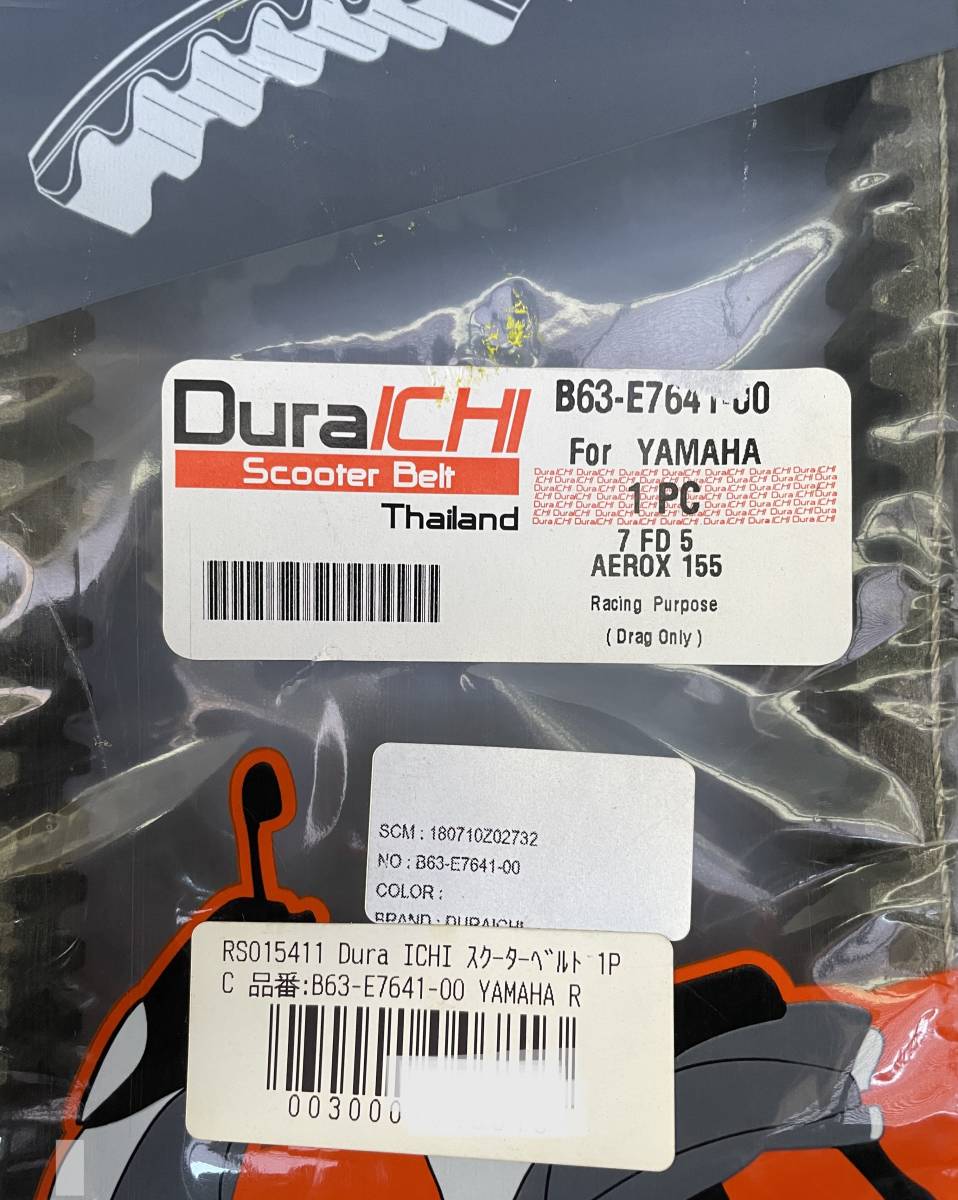 DuraICHI
Scooter Belt
Thailand
B63-E7641-00
For YAMAHA
1 PC
7 FD 5
AEROX 155
Racing Purpose
(Drag Only)
SCM : 180710Z02732
NO : B63-E7641-00
COLOR :
BRAND : DURAICHI
RS015411 Dura ICHI ｽｸｰﾀｰﾍﾞﾙﾄ 1P
C 品番:B63-E7641-00 YAMAHA R
003000